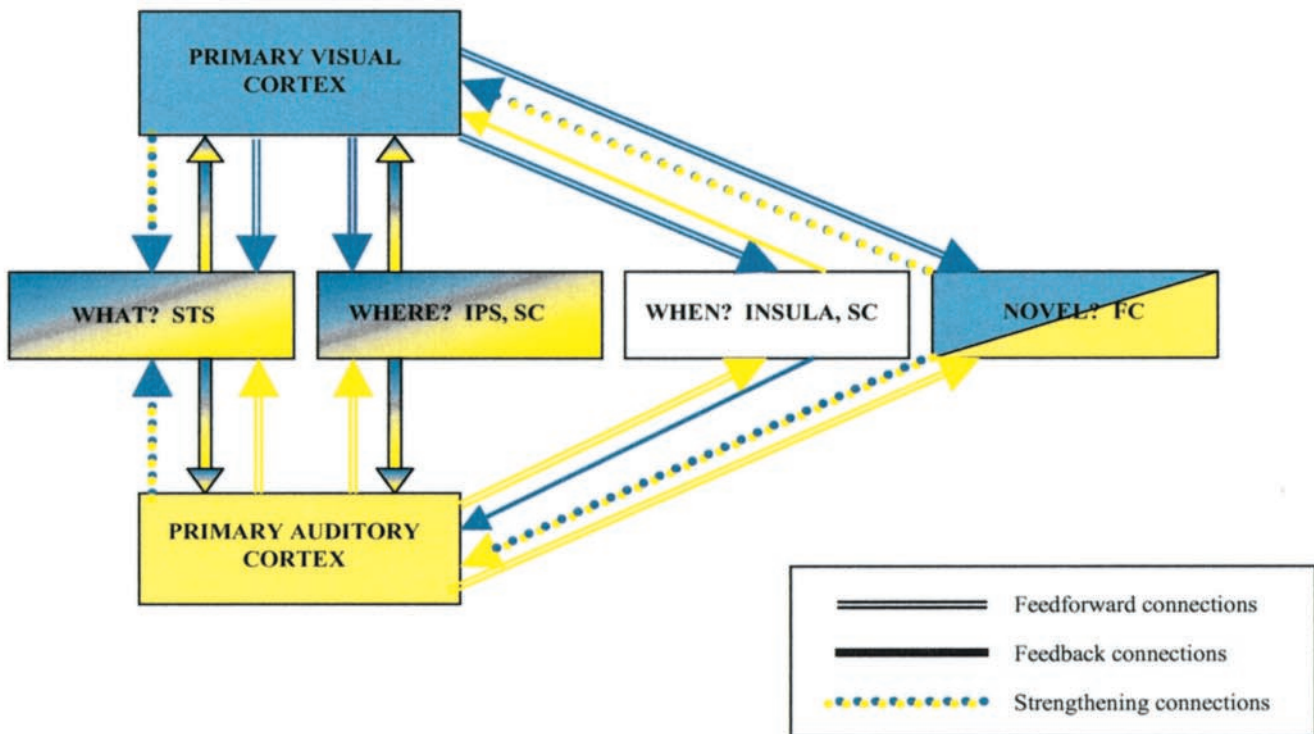 PRIMARY VISUAL
CORTEX
WHAT? STS
WHERE? IPS, SC
WHEN? INSULA, SC
NOVEL? FC
PRIMARY AUDITORY
CORTEX
Feedforward connections
Feedback connections
Strengthening connections